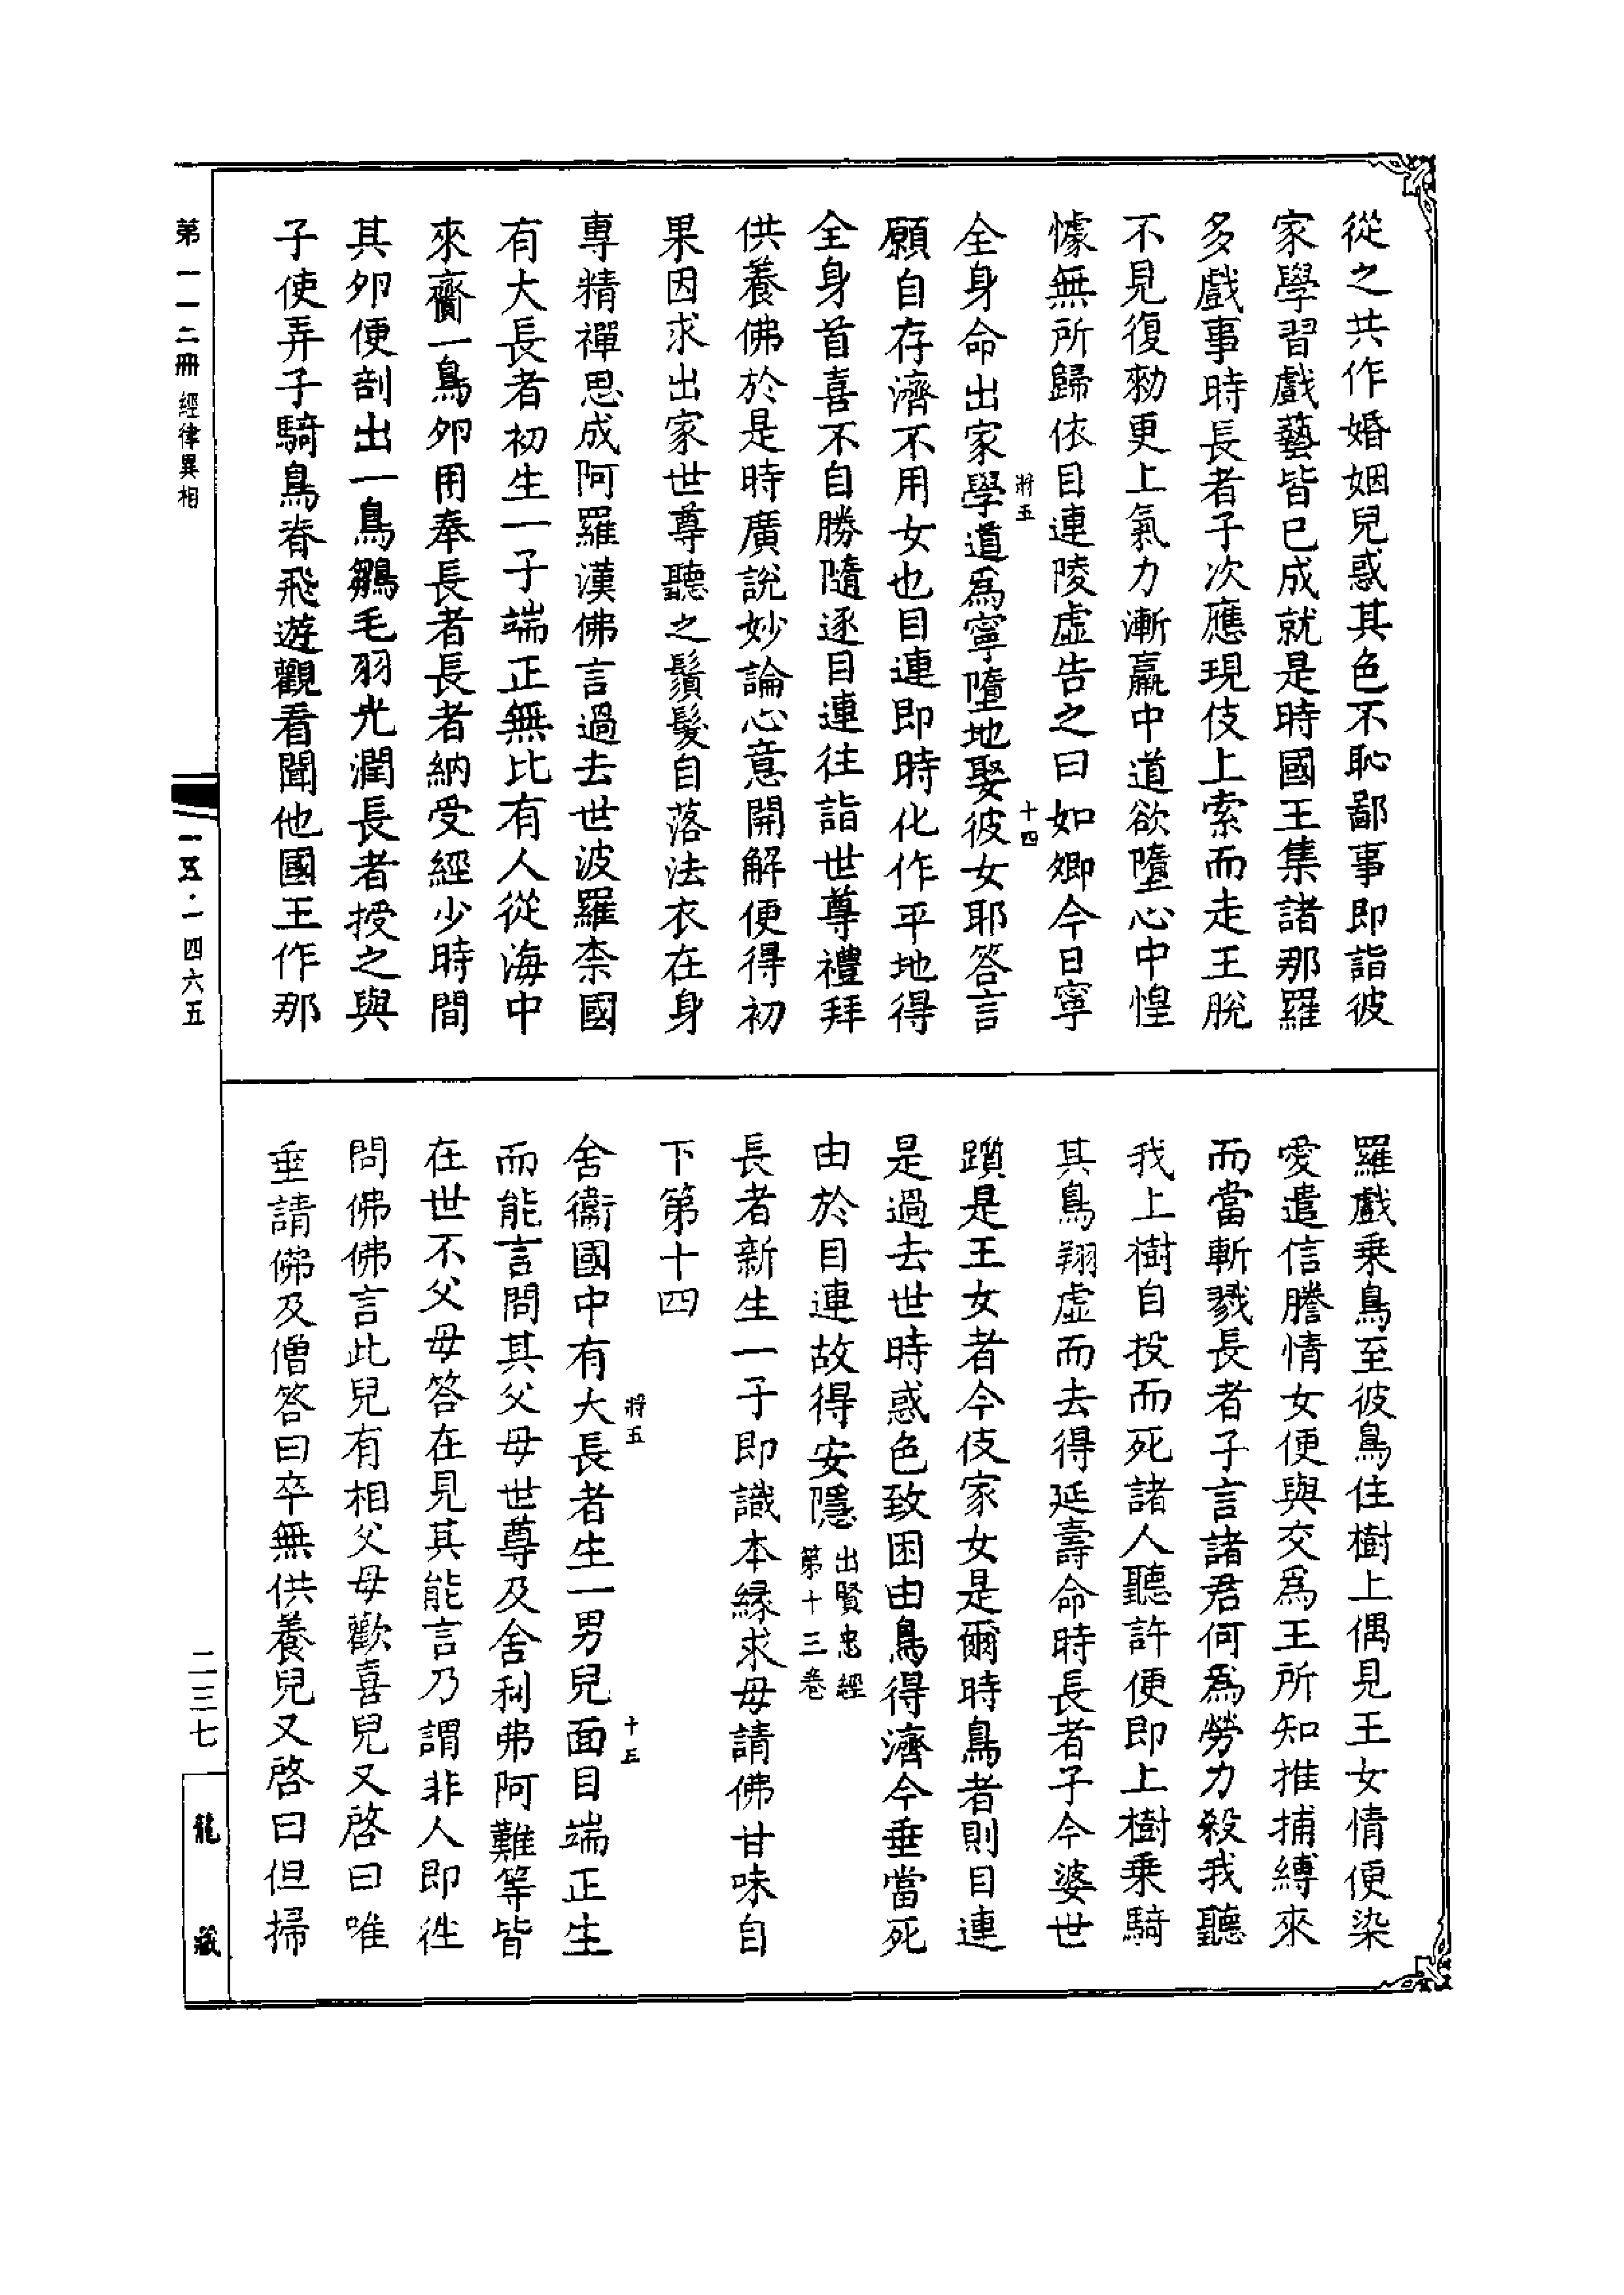 從之共作婚姻兒惑其色不恥鄙事即詣彼
家學習戲藝皆已成就是時國王集諸那羅
多戲事時長者子次應現伎上索而走王脫
不見復勑更上氣力漸羸中道欲墮心中惶
懅無所歸依目連陵虛告之曰如卿今日寧
全身命出家學道爲寧墮地娶彼女耶答言
將五
十四
願自存濟不用女也目連即時化作平地得
全身首喜不自勝隨逐目連往詣世尊禮拜
供養佛於是時廣說妙論心意開解便得初
果因求出家世尊聽之鬚髮自落法衣在身
專精禪思成阿羅漢佛言過去世波羅柰國
有大長者初生一子端正無比有人從海中
來齎一鳥卵用奉長者長者納受經少時間
其卵便剖出一鳥鶵毛羽光潤長者授之與
子使弄子騎鳥脊飛遊觀看聞他國王作那
羅戲乗鳥至彼鳥住樹上偶見王女情便染
愛遣信謄情女便與交爲王所知推捕縛來
而當斬戮長者子言諸君何爲勞力殺我聽
我上樹自投而死諸人聽許便即上樹乗騎
其鳥翔虛而去得延壽命時長者子今婆世
躓是王女者今伎家女是爾時鳥者則目連
是過去世時惑色致困由鳥得濟今垂當死
由於目連故得安隱
出賢愚經
第十三卷
長者新生一子即識本緣求母請佛甘味自
下第十四
舍衞國中有大長者生一男兒面目端正生
將五
十五
而能言問其父母世尊及舍利弗阿難等皆
在世不父母答在見其能言乃謂非人即徃
問佛佛言此兒有相父母歡喜兒又啓曰唯
垂請佛及僧答曰卒無供養兒又啓曰但掃
第一一二冊 經律異相
一五·一四六五
二三七
龍藏